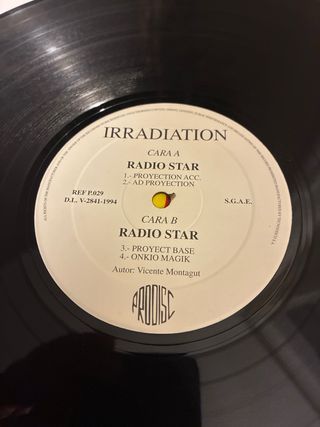 IRRADIATION
CARA A
RADIO STAR
1.- PROYECTION ACC.
2.- AD PROYECTION
REF P.029
D.L. V-2841-1994
S.G.A.E.
CARA B
RADIO STAR
3.- PROYECT BASE
4.- ONKIO MAGIK
Autor: Vicente Montagut
PRODISC